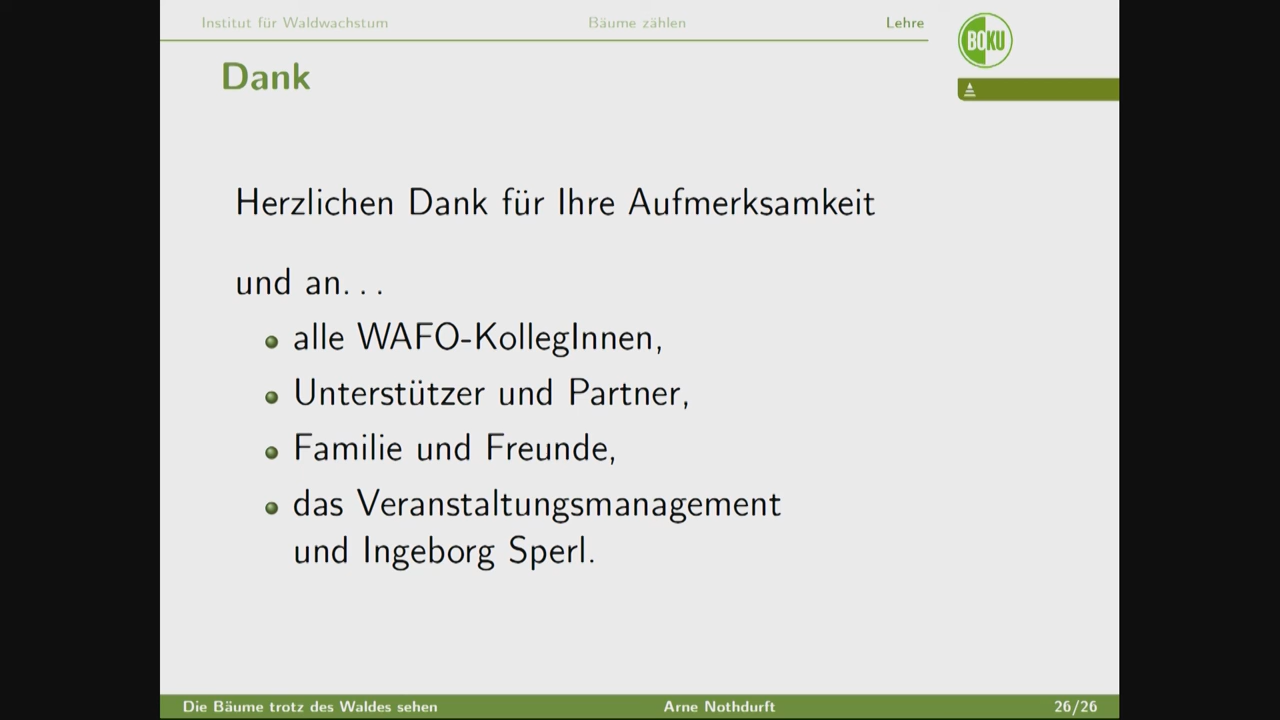 Institut für Waldwachstum Bäume zählen Lehre
BOKU
Dank
Herzlichen Dank für Ihre Aufmerksamkeit
und an. . .
alle WAFO-KollegInnen,
Unterstützer und Partner,
Familie und Freunde,
das Veranstaltungsmanagement
und Ingeborg Sperl.
Die Bäume trotz des Waldes sehen Arne Nothdurft 26/26